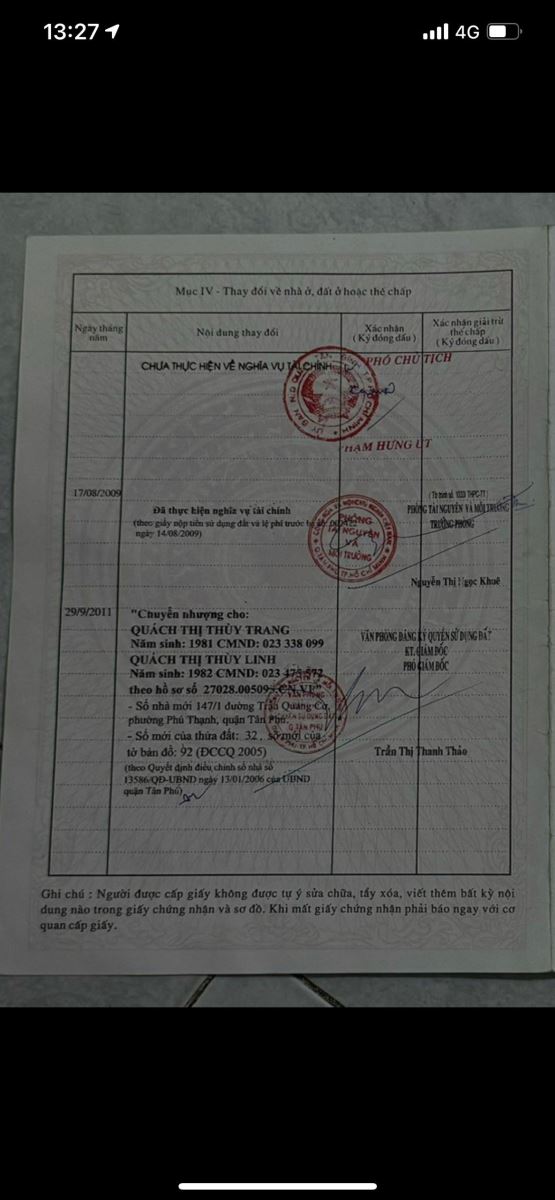 13:27
4G
Mục IV - Thay đổi về nhà ở, đất ở hoặc thế chấp
Ngày tháng năm
Nội dung thay đổi
Xác nhận
( Ký đóng dấu )
Xác nhận giải trừ
thế chấp
( Ký đóng dấu )
CHƯA THỰC HIỆN VỀ NGHĨA VỤ TÀI CHÍNH
PHÓ CHỦ TỊCH
HƯNG ÚT
17/08/2009
Đã thực hiện nghĩa vụ tài chính
(theo giấy nộp tiền sử dụng đất và lệ phí trước
ngày 14/08/2009)
PHÒNG
TÀI NGUYÊN
VÀ
MÔI TRƯỜNG
PHÒNG TÀI NGUYÊN VÀ MÔI TRƯỜNG
TRƯỞNG PHÒNG
Nguyễn Thị Ngọc Khuê
29/9/2011
"Chuyển nhượng cho:
QUÁCH THỊ THÙY TRANG
Năm sinh: 1981 CMND: 023 338 099
QUÁCH THỊ THÙY LINH
Năm sinh: 1982 CMND: 023
theo hồ sơ số 27028.00509
- Số nhà mới 147/1 đường Trần Quang Cơ,
phường Phú Thạnh, quận Tân Phú.
- Số mới của thửa đất: 32, số mới của
tờ bản đồ: 92 (ĐCCQ 2005)
(theo Quyết định điều chỉnh số nhà số
13586/QĐ-UBND ngày 13/01/2006 của UBND
quận Tân Phú)
VĂN PHÒNG ĐĂNG KÝ QUYỀN SỬ DỤNG ĐẤT
KT. GIÁM ĐỐC
PHÓ GIÁM ĐỐC
Trần Thị Thanh Thảo
Ghi chú : Người được cấp giấy không được tự ý sửa chữa, tẩy xóa, viết thêm bất kỳ nội
dung nào trong giấy chứng nhận và sơ đồ. Khi mất giấy chứng nhận phải báo ngay với cơ
quan cấp giấy.